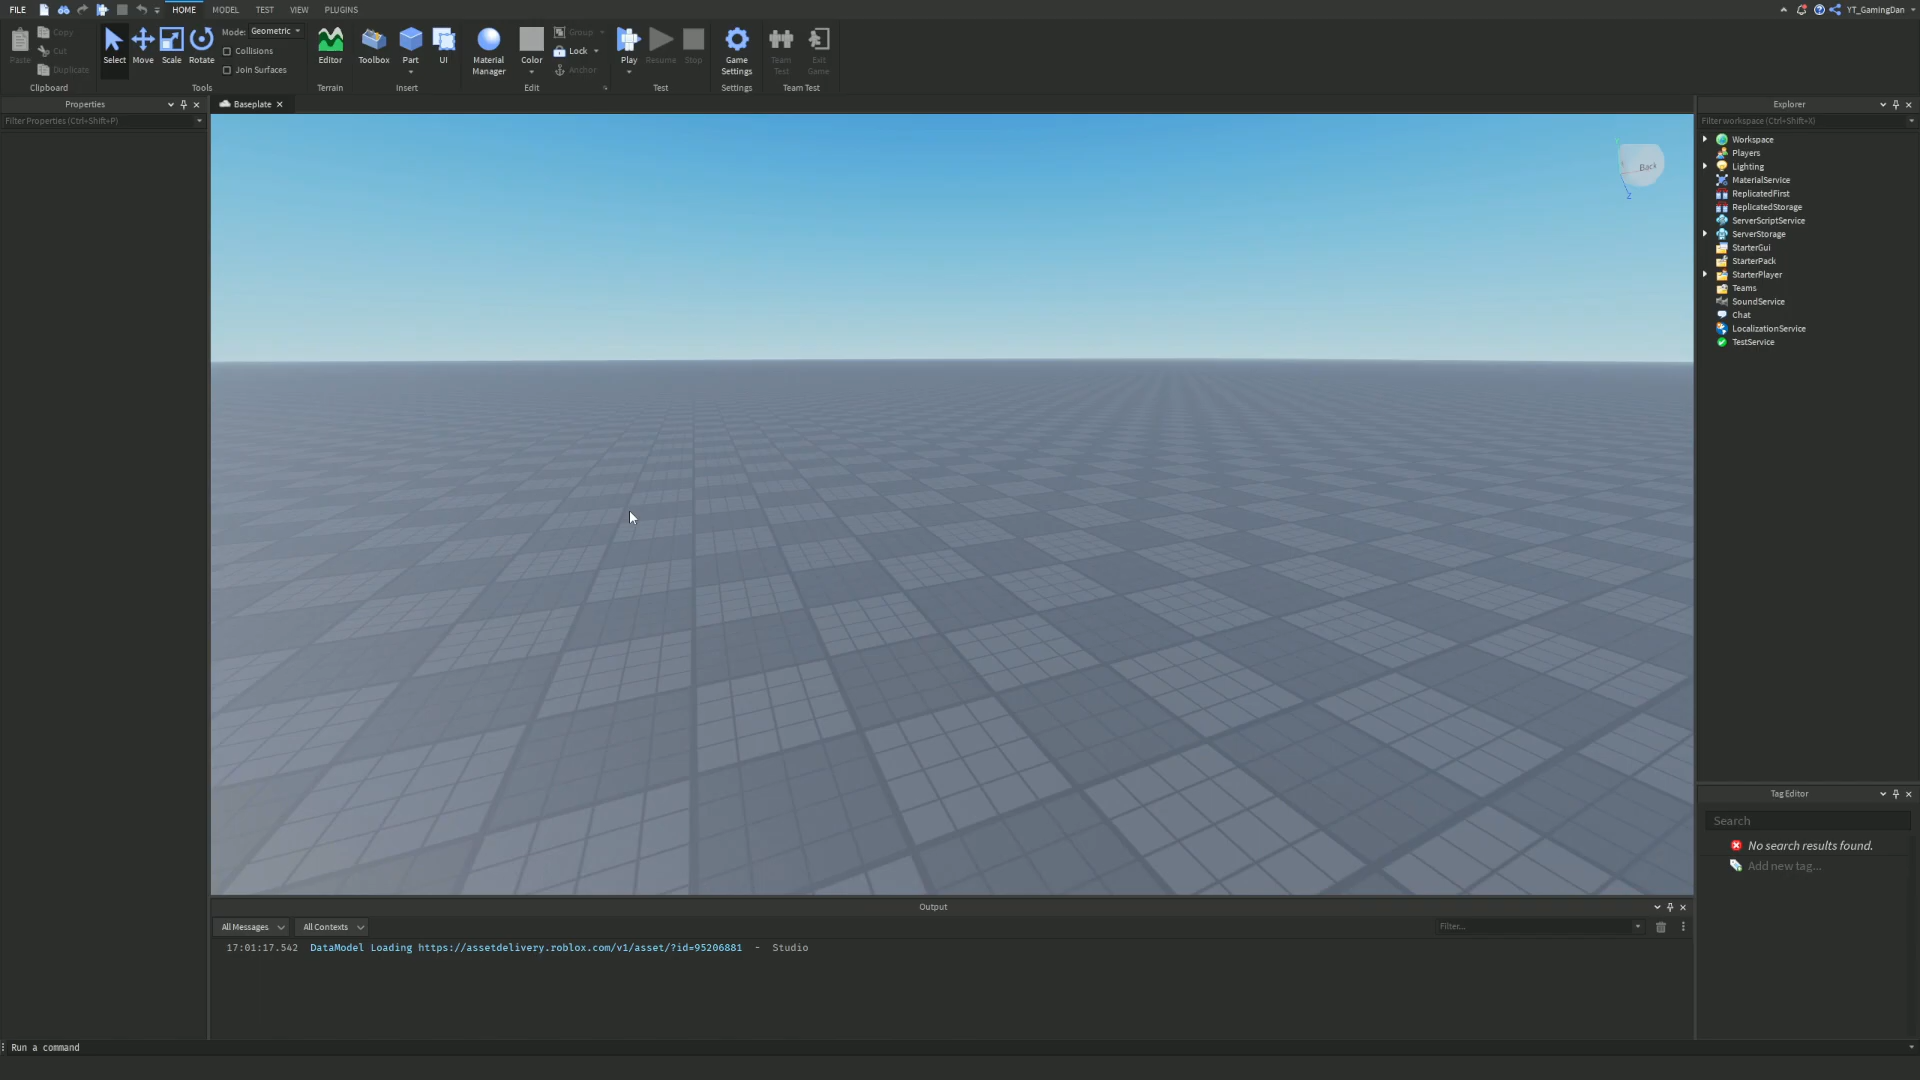 FILE HOME MODEL TEST VIEW PLUGINS YT_GamingDan
Paste Copy Cut Duplicate Clipboard
Select Move Scale Rotate Mode: Geometric Collisions Join Surfaces Tools
Editor Terrain
Toolbox Part UI Insert
Material Manager Color Group Lock Anchor Edit
Play Resume Stop Test
Game Settings Settings
Team Test Exit Game Team Test
Properties
Filter Properties (Ctrl+Shift+P)
Baseplate
Back
Z
Explorer
Filter workspace (Ctrl+Shift+X)
Workspace
Players
Lighting
MaterialService
ReplicatedFirst
ReplicatedStorage
ServerScriptService
ServerStorage
StarterGui
StarterPack
StarterPlayer
Teams
SoundService
Chat
LocalizationService
TestService
Tag Editor
Search
No search results found.
Add new tag...
Output
All Messages All Contexts Filter...
17:01:17.542 DataModel Loading https://assetdelivery.roblox.com/v1/asset/?id=95206881 - Studio
Run a command